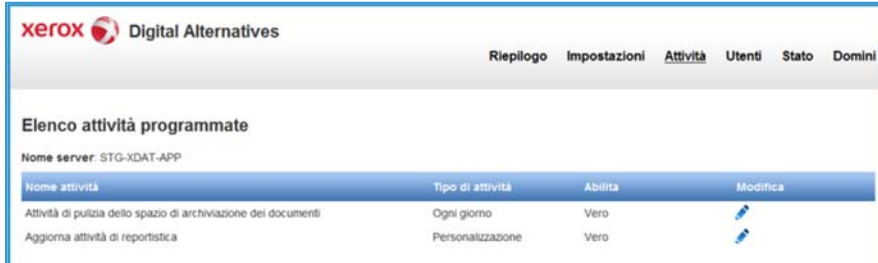 xerox Digital Alternatives
Riepilogo Impostazioni Attività Utenti Stato Domini
Elenco attività programmate
Nome server: STG-XDAT-APP
Nome attività Tipo di attività Abilita Modifica
Attività di pulizia dello spazio di archiviazione dei documenti Ogni giorno Vero
Aggiorna attività di reportistica Personalizzazione Vero